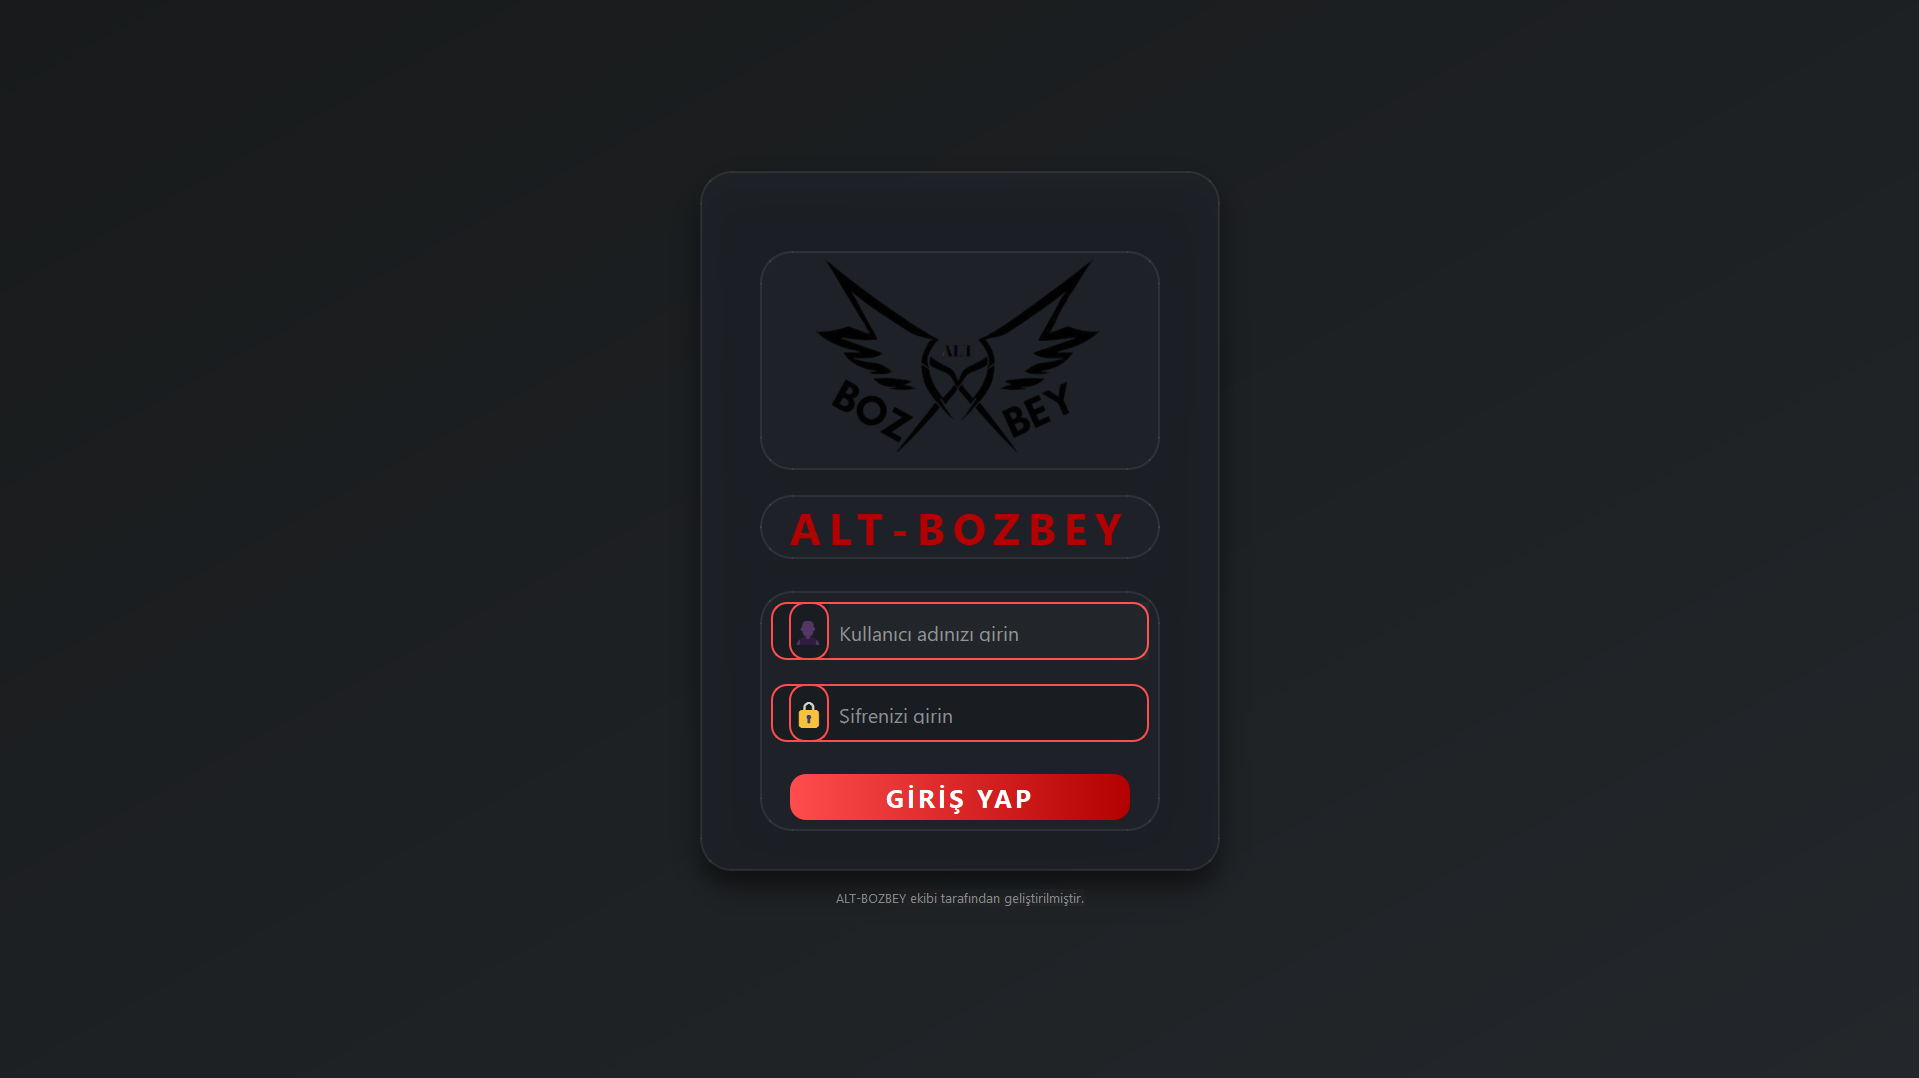 ALT
BOZ BEY
ALT-BOZBEY
Kullanıcı adınızı girin
Şifrenizi girin
GİRİŞ YAP
ALT-BOZBEY ekibi tarafından geliştirilmiştir.